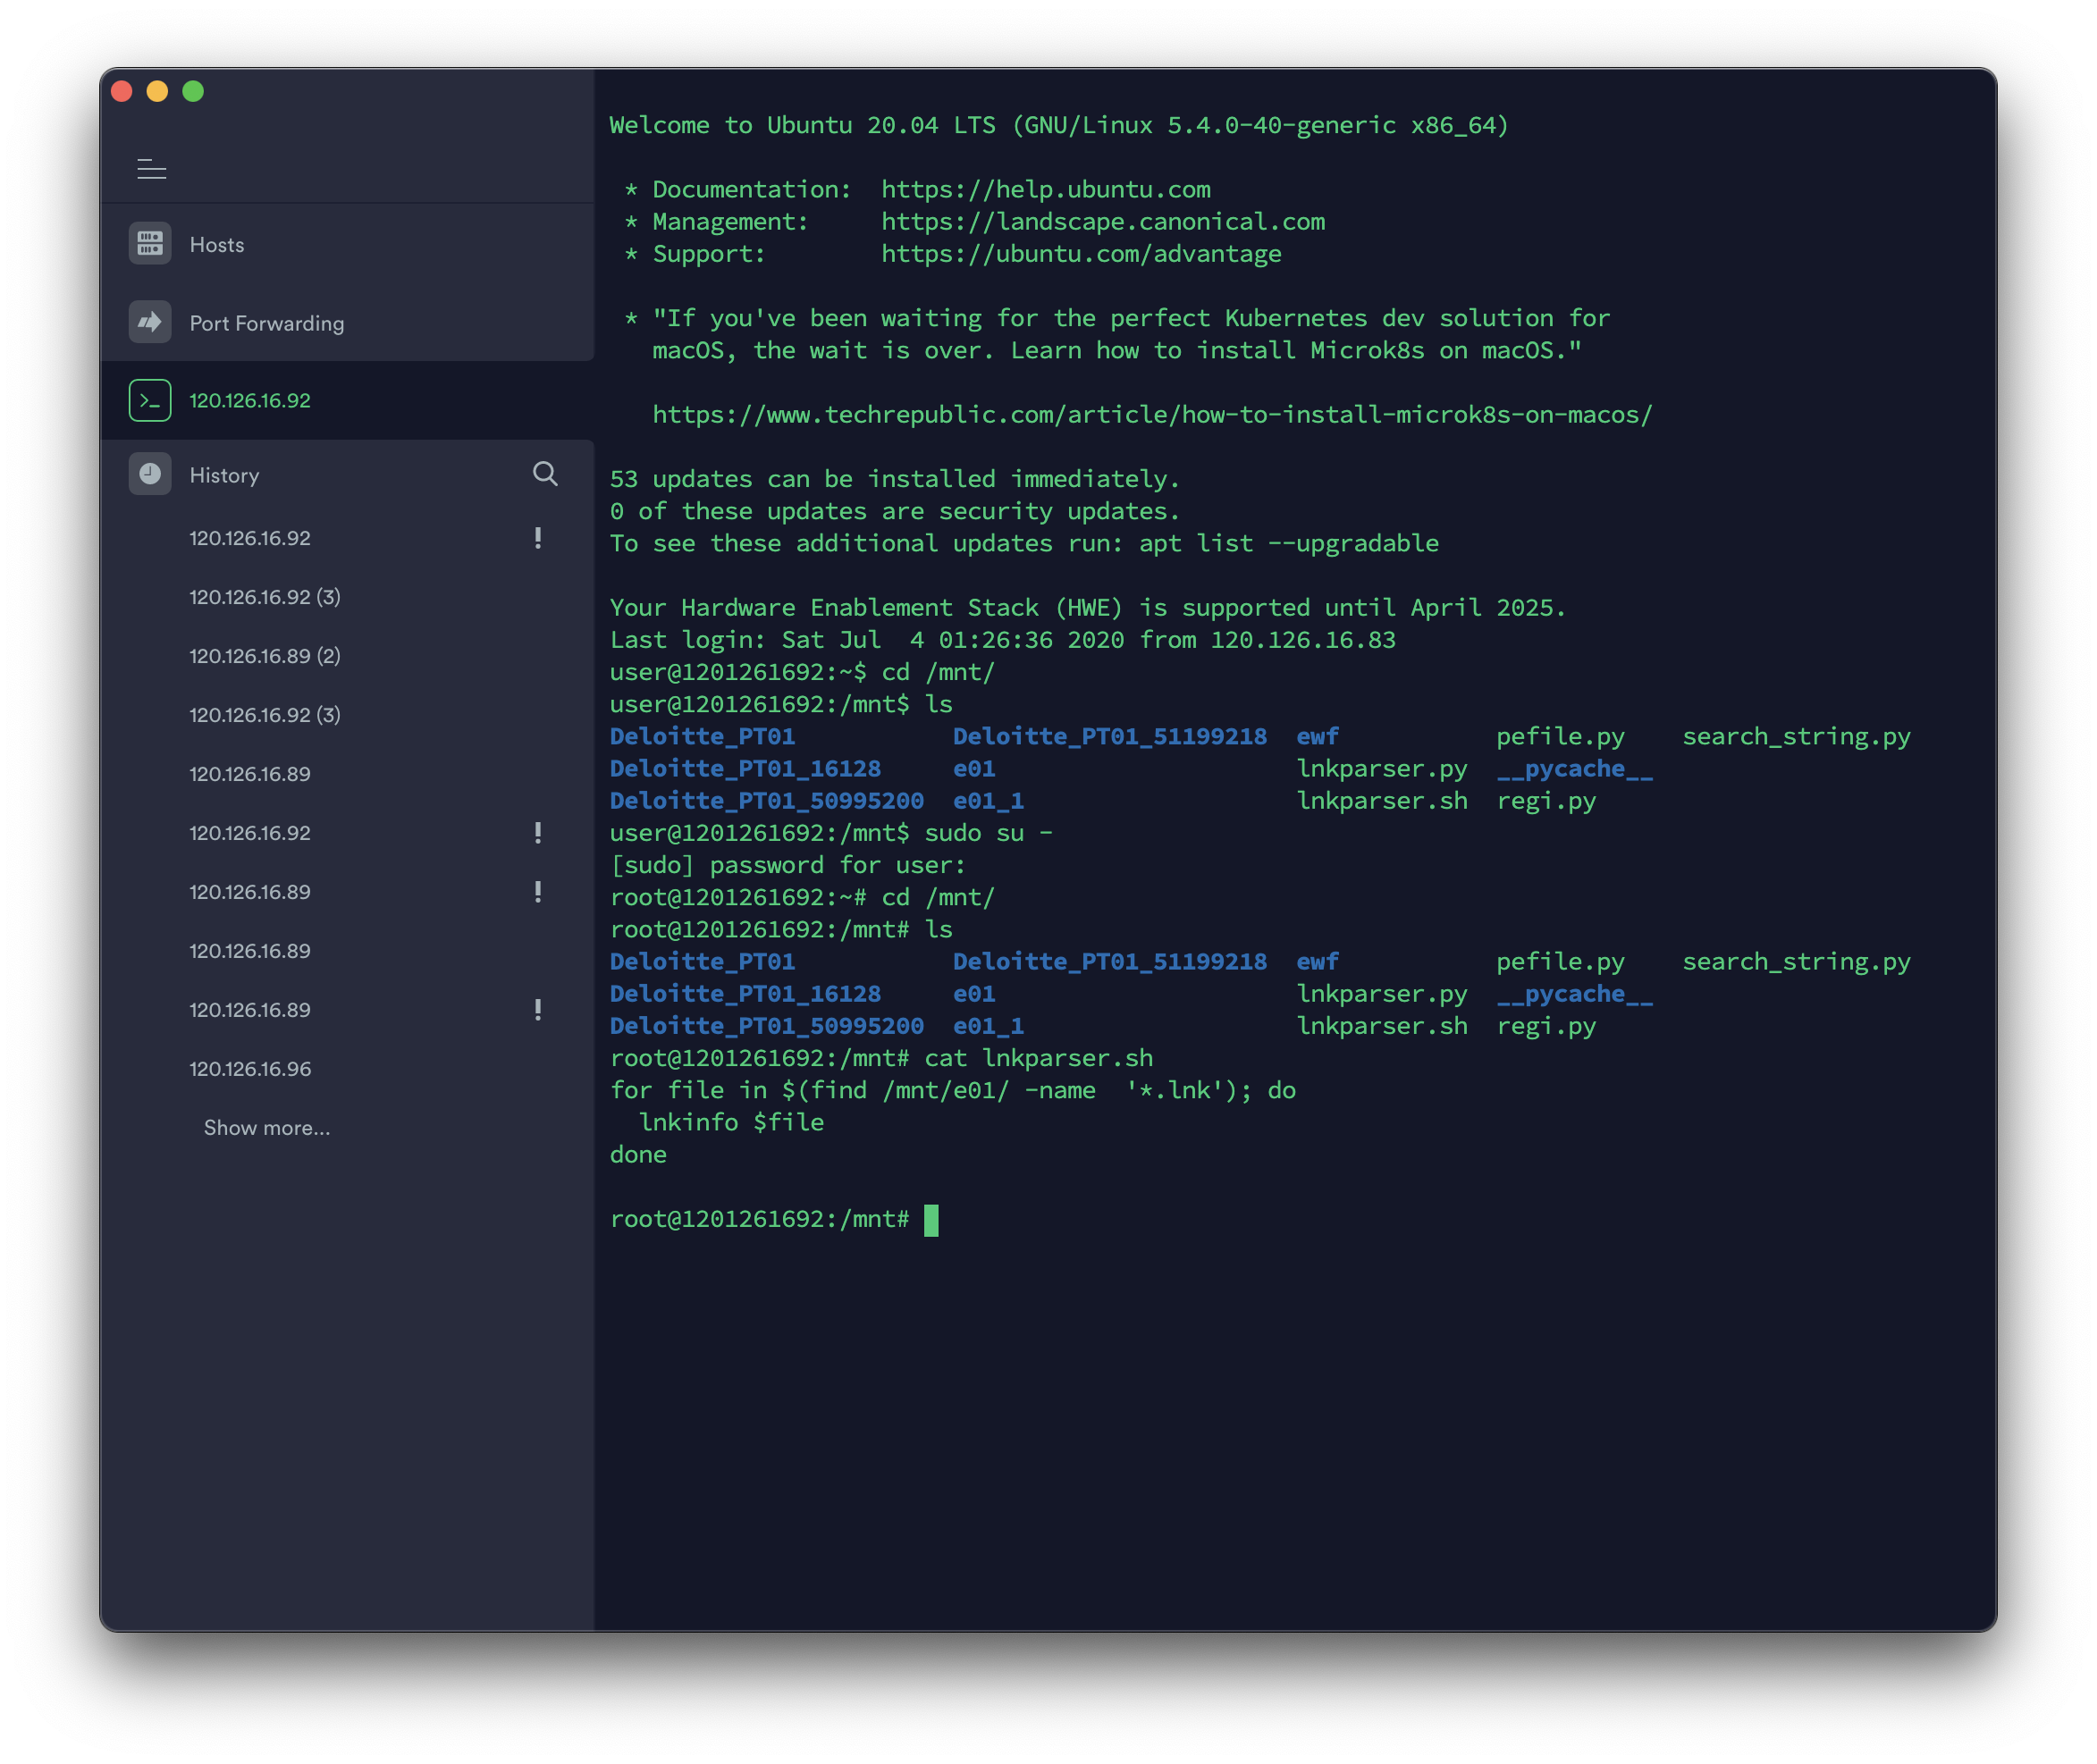 Hosts
Port Forwarding
120.126.16.92
History
120.126.16.92 !
120.126.16.92 (3)
120.126.16.89 (2)
120.126.16.92 (3)
120.126.16.89
120.126.16.92 !
120.126.16.89 !
120.126.16.89
120.126.16.89 !
120.126.16.96
Show more...
Welcome to Ubuntu 20.04 LTS (GNU/Linux 5.4.0-40-generic x86_64)
 * Documentation:  https://help.ubuntu.com
 * Management:     https://landscape.canonical.com
 * Support:        https://ubuntu.com/advantage
 * "If you've been waiting for the perfect Kubernetes dev solution for
   macOS, the wait is over. Learn how to install Microk8s on macOS."
   https://www.techrepublic.com/article/how-to-install-microk8s-on-macos/
53 updates can be installed immediately.
0 of these updates are security updates.
To see these additional updates run: apt list --upgradable
Your Hardware Enablement Stack (HWE) is supported until April 2025.
Last login: Sat Jul  4 01:26:36 2020 from 120.126.16.83
user@1201261692:~$ cd /mnt/
user@1201261692:/mnt$ ls
Deloitte_PT01           Deloitte_PT01_51199218  ewf           pefile.py    search_string.py
Deloitte_PT01_16128     e01                     lnkparser.py  __pycache__
Deloitte_PT01_50995200  e01_1                   lnkparser.sh  regi.py
user@1201261692:/mnt$ sudo su -
[sudo] password for user:
root@1201261692:~# cd /mnt/
root@1201261692:/mnt# ls
Deloitte_PT01           Deloitte_PT01_51199218  ewf           pefile.py    search_string.py
Deloitte_PT01_16128     e01                     lnkparser.py  __pycache__
Deloitte_PT01_50995200  e01_1                   lnkparser.sh  regi.py
root@1201261692:/mnt# cat lnkparser.sh
for file in $(find /mnt/e01/ -name  '*.lnk'); do
  lnkinfo $file
done
root@1201261692:/mnt#